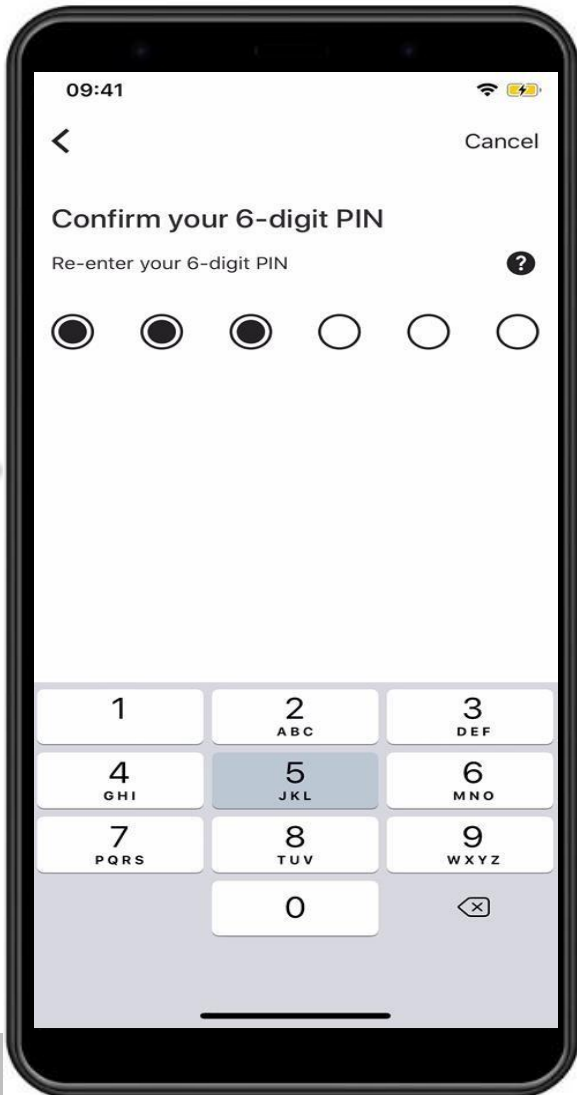 09:41
Cancel
Confirm your 6-digit PIN
Re-enter your 6-digit PIN
?
1
2
ABC
3
DEF
4
GHI
5
JKL
6
MNO
7
PQRS
8
TUV
9
WXYZ
0